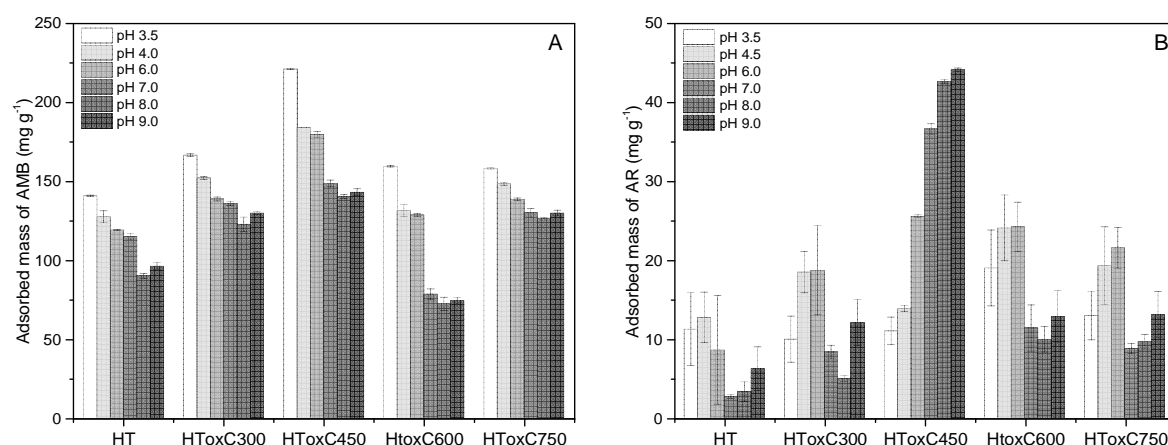 A
pH 3.5
pH 4.0
pH 6.0
pH 7.0
pH 8.0
pH 9.0
Adsorbed mass of AMB (mg g⁻¹)
250
200
150
100
50
0
HT HToxC300 HToxC450 HtoxC600 HToxC750
B
pH 3.5
pH 4.5
pH 6.0
pH 7.0
pH 8.0
pH 9.0
Adsorbed mass of AR (mg g⁻¹)
50
40
30
20
10
0
HT HToxC300 HToxC450 HtoxC600 HToxC750